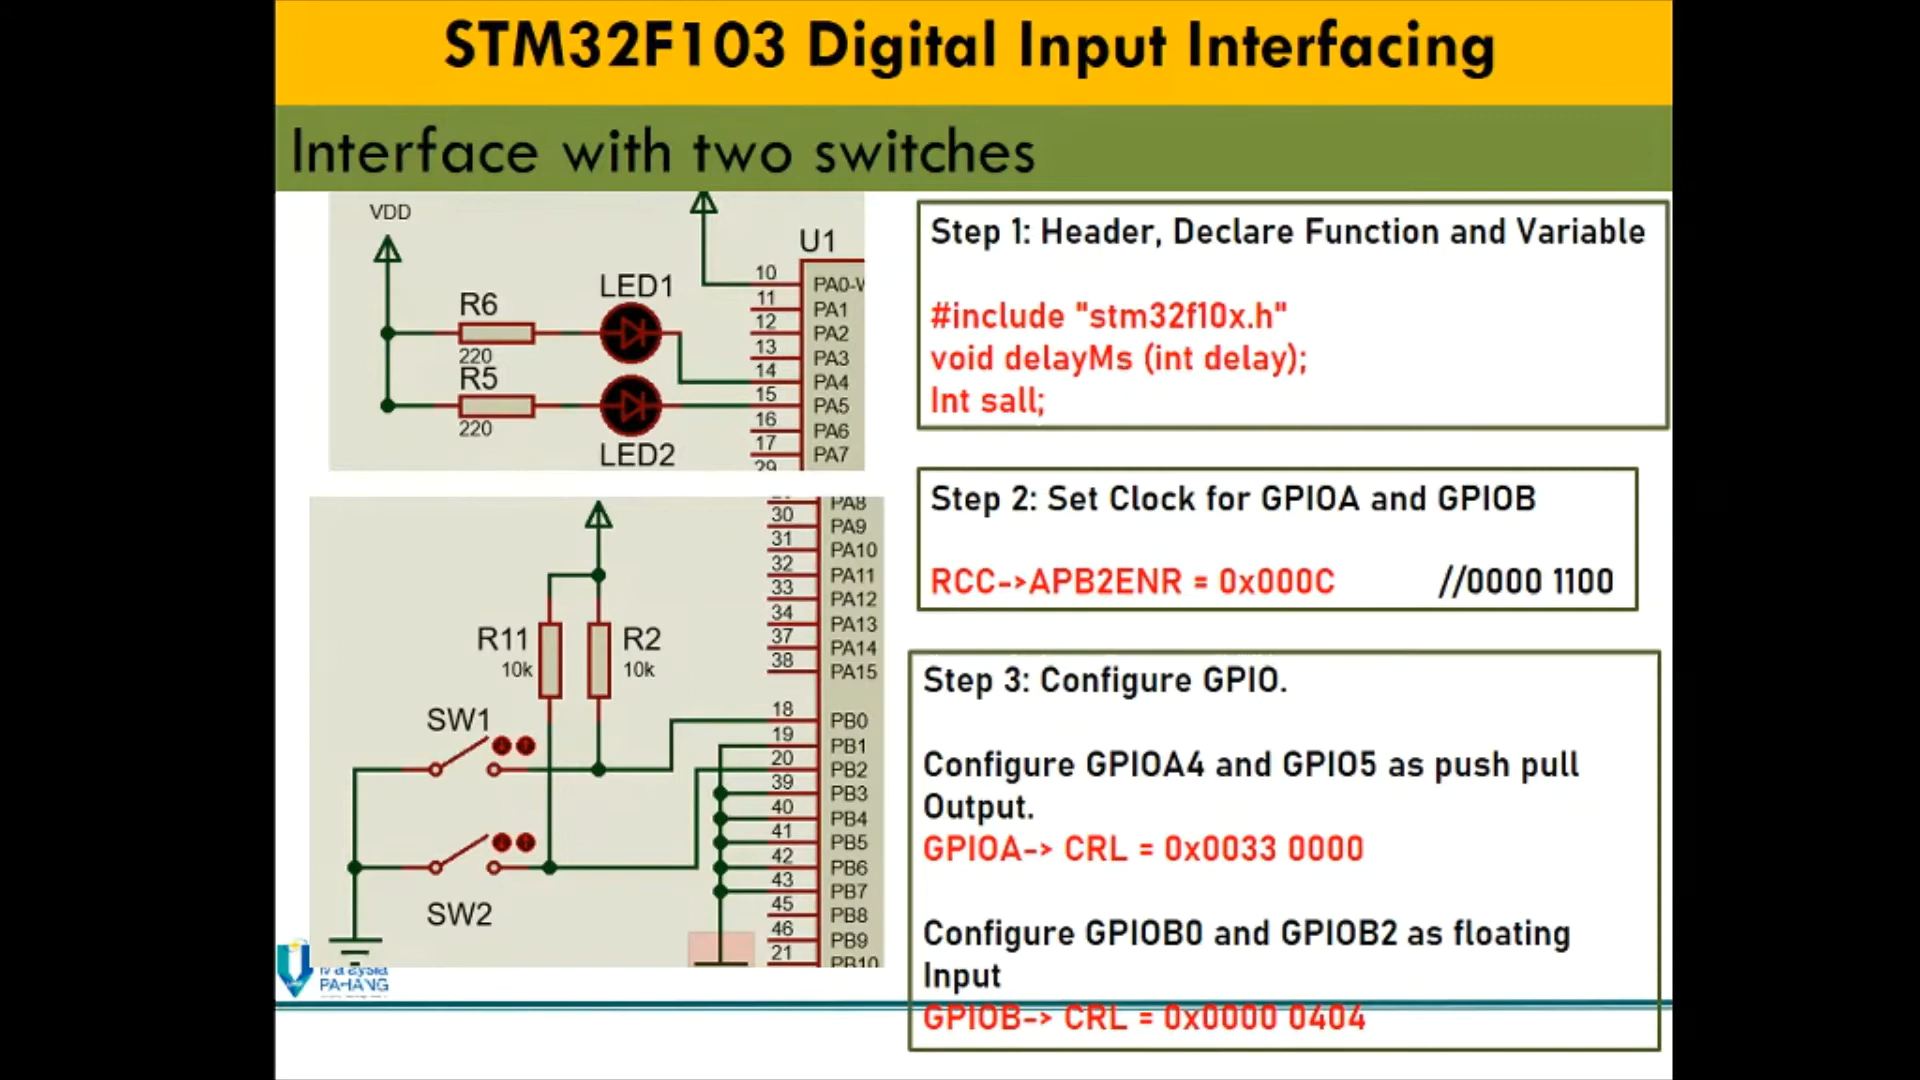 STM32F103 Digital Input Interfacing
Interface with two switches
VDD
U1
LED1
R6
220
R5
220
LED2
10
PA0-
11
PA1
12
PA2
13
PA3
14
PA4
15
PA5
16
PA6
17
PA7
29
PA8
30
PA9
31
PA10
32
PA11
33
PA12
34
PA13
37
PA14
38
PA15
R11
10k
R2
10k
SW1
SW2
18
PB0
19
PB1
20
PB2
39
PB3
40
PB4
41
PB5
42
PB6
43
PB7
45
PB8
46
PB9
21
PB10
Malaysia
PAHANG
Step 1: Header, Declare Function and Variable
#include "stm32f10x.h"
void delayMs (int delay);
Int sall;
Step 2: Set Clock for GPIOA and GPIOB
RCC->APB2ENR = 0x000C //0000 1100
Step 3: Configure GPIO.
Configure GPIOA4 and GPIO5 as push pull
Output.
GPIOA-> CRL = 0x0033 0000
Configure GPIOB0 and GPIOB2 as floating
Input
GPIOB-> CRL = 0x0000 0404